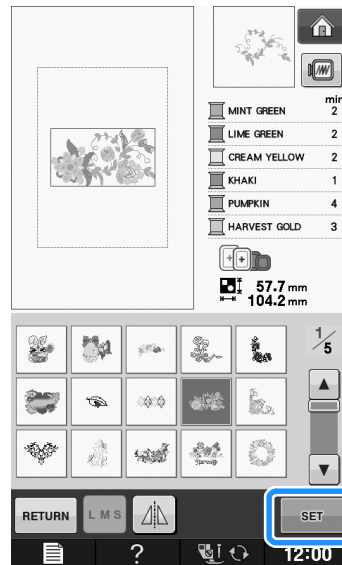 min
MINT GREEN 2
LIME GREEN 2
CREAM YELLOW 2
KHAKI 1
PUMPKIN 4
HARVEST GOLD 3
57.7 mm
104.2 mm
1/5
RETURN
L M S
SET
?
12:00